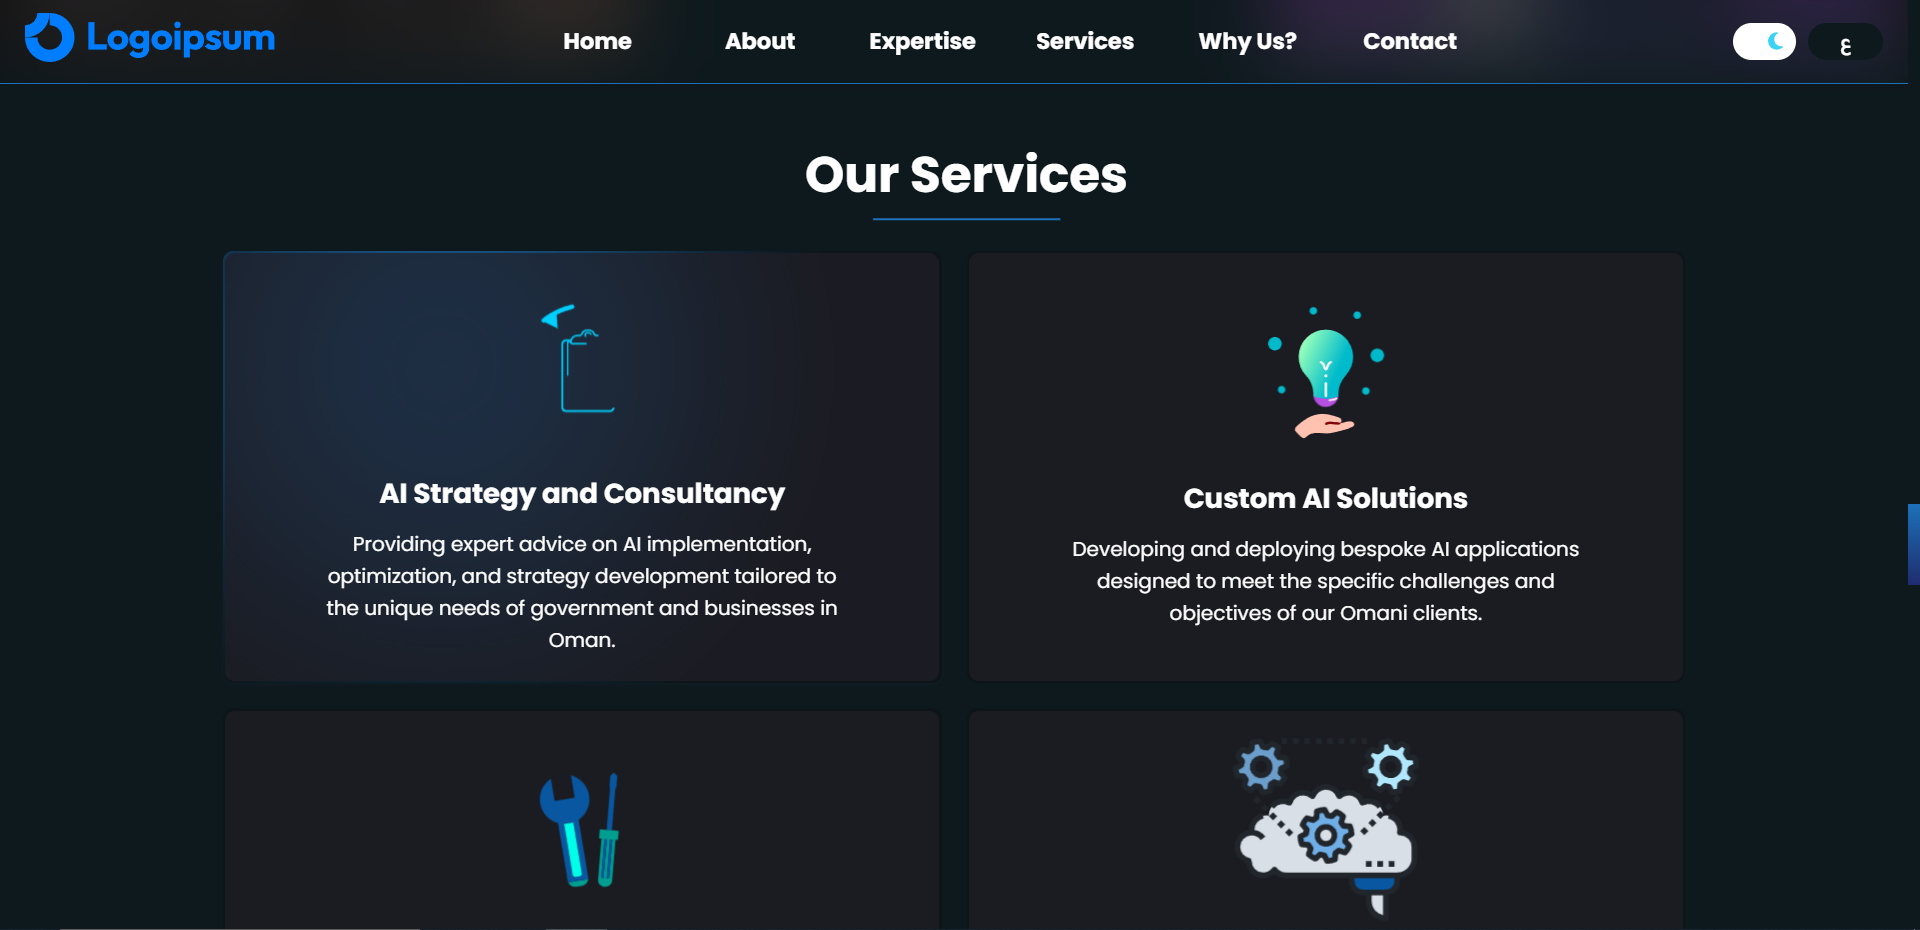 Logoipsum
Home About Expertise Services Why Us? Contact ع
Our Services
AI Strategy and Consultancy
Providing expert advice on AI implementation,
optimization, and strategy development tailored to
the unique needs of government and businesses in
Oman.
Custom AI Solutions
Developing and deploying bespoke AI applications
designed to meet the specific challenges and
objectives of our Omani clients.